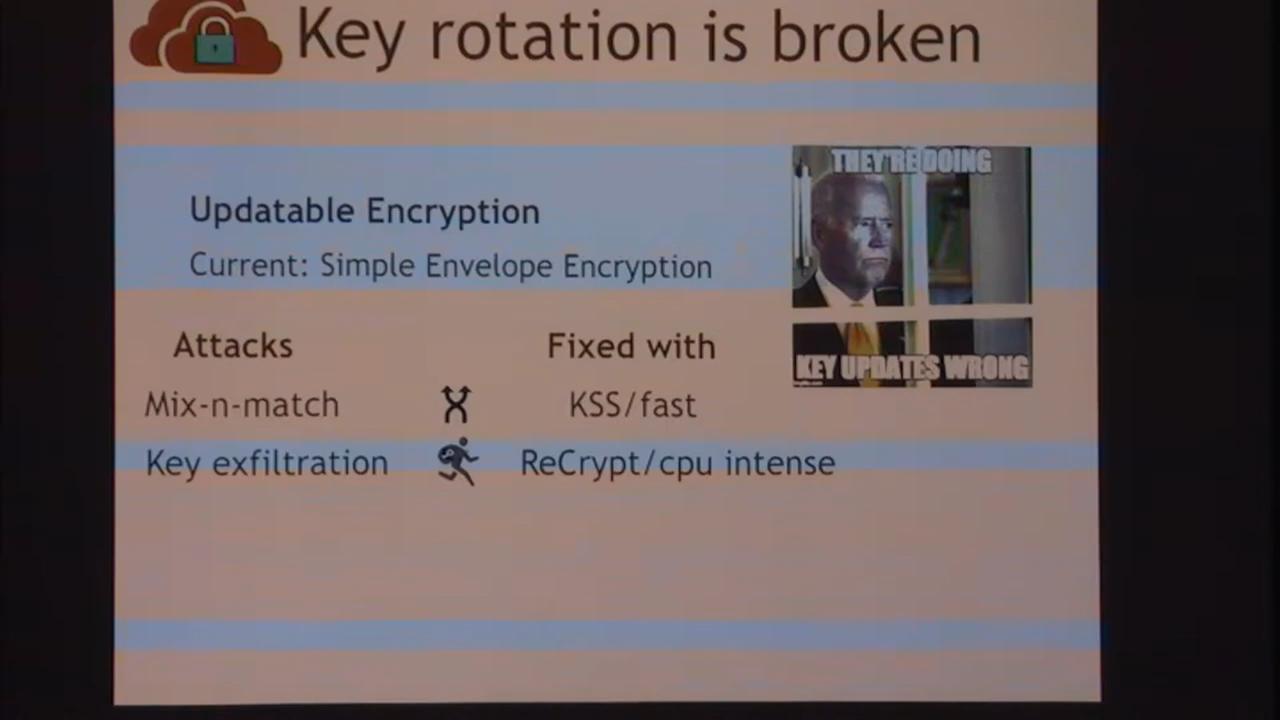 Key rotation is broken
THEY'RE DOING
Updatable Encryption
Current: Simple Envelope Encryption
Attacks Fixed with
KEY UPDATES WRONG
Mix-n-match KSS/fast
Key exfiltration ReCrypt/cpu intense